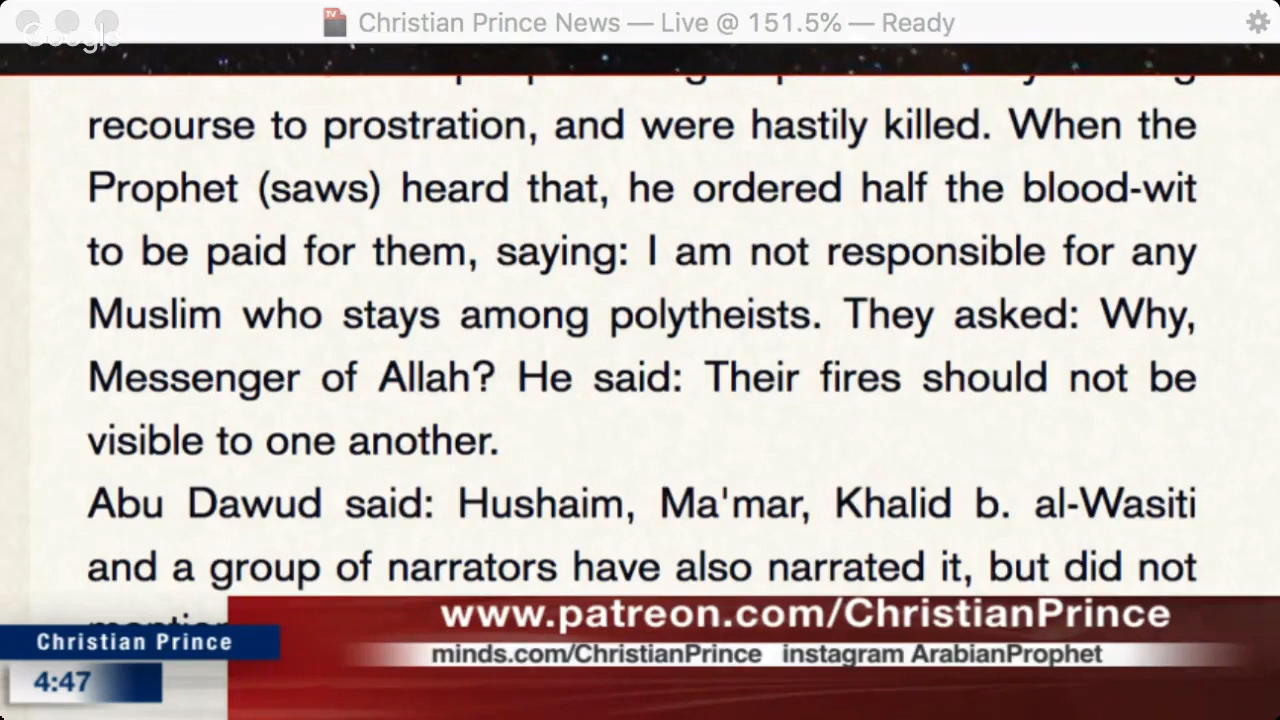 Christian Prince News — Live @ 151.5% — Ready
Google
recourse to prostration, and were hastily killed. When the
Prophet (saws) heard that, he ordered half the blood-wit
to be paid for them, saying: I am not responsible for any
Muslim who stays among polytheists. They asked: Why,
Messenger of Allah? He said: Their fires should not be
visible to one another.
Abu Dawud said: Hushaim, Ma'mar, Khalid b. al-Wasiti
and a group of narrators have also narrated it, but did not
www.patreon.com/ChristianPrince
Christian Prince
minds.com/ChristianPrince instagram ArabianProphet
4:47